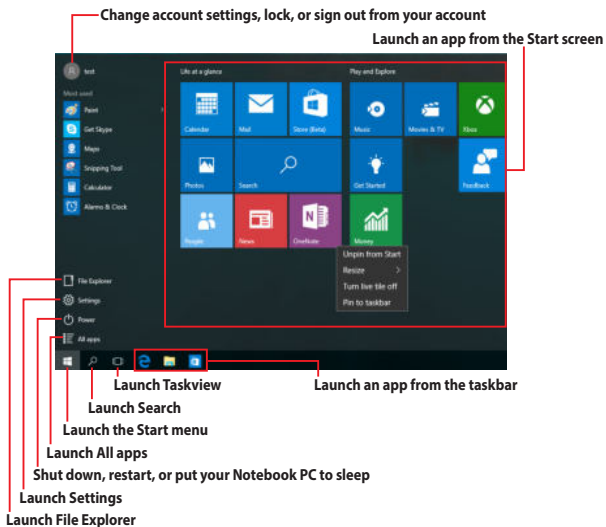 Change account settings, lock, or sign out from your account
Launch an app from the Start screen
test
Most used
Paint
Get Skype
Maps
Snipping Tool
Calculator
Alarms & Clock
File Explorer
Settings
Power
All apps
Life at a glance
Play and Explore
Calendar
Mail
Store (Beta)
Music
Movies & TV
Xbox
Photos
Search
Get Started
Feedback
People
News
OneNote
Money
Unpin from Start
Resize
Turn live tile off
Pin to taskbar
Launch Taskview
Launch an app from the taskbar
Launch Search
Launch the Start menu
Launch All apps
Shut down, restart, or put your Notebook PC to sleep
Launch Settings
Launch File Explorer